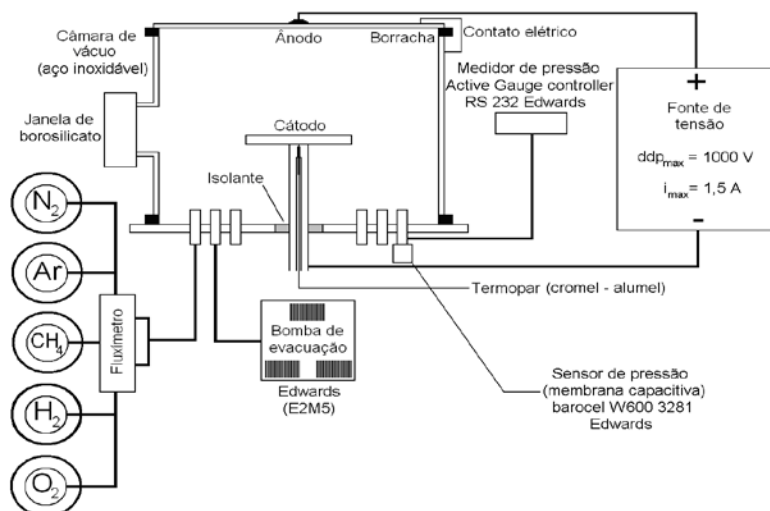 Câmara de
vácuo
(aço inoxidável)
Ânodo
Borracha
Contato elétrico
Medidor de pressão
Active Gauge controller
RS 232 Edwards
+
Fonte de
tensão
ddpmax = 1000 V
imax = 1,5 A
−
Janela de
borosilicato
Cátodo
Isolante
N2
Ar
CH4
H2
O2
Fluxímetro
Termopar (cromel - alumel)
Bomba de
evacuação
Edwards
(E2M5)
Sensor de pressão
(membrana capacitiva)
barocel W600 3281
Edwards